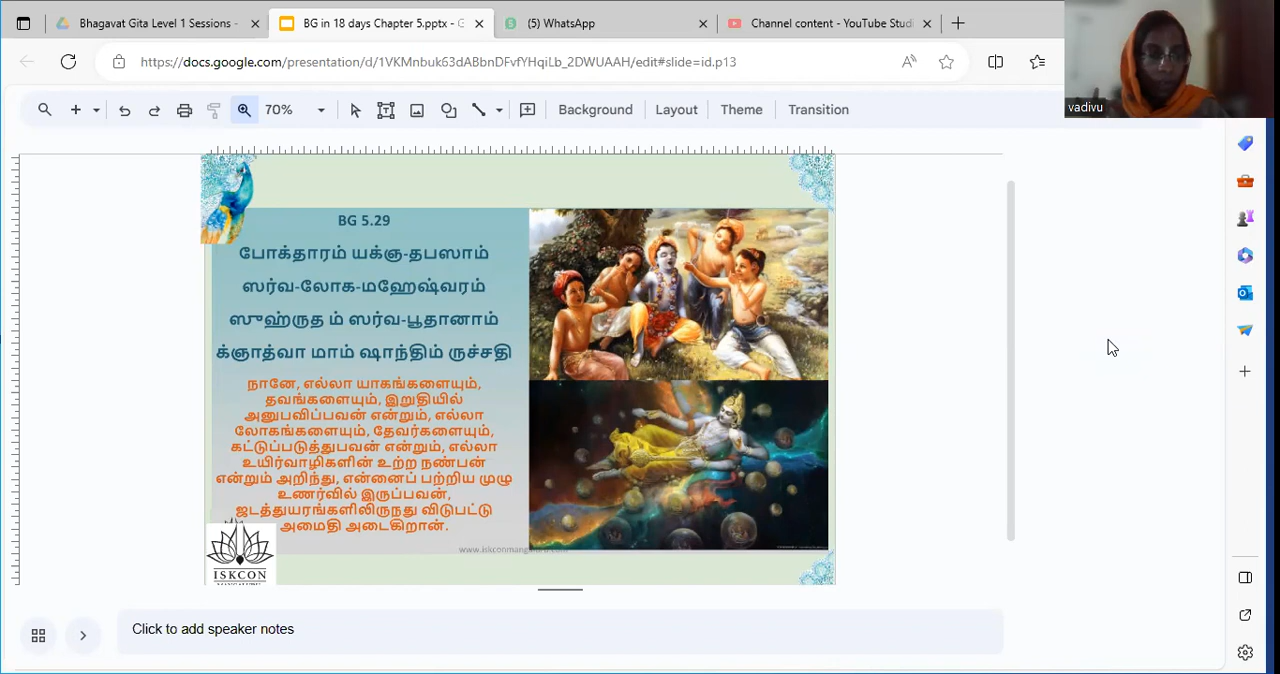 Bhagavat Gita Level 1 Sessions -
BG in 18 days Chapter 5.pptx - G
(5) WhatsApp
Channel content - YouTube Studi
https://docs.google.com/presentation/d/1VKMnbuk63dABbnDFvfYHqiLb_2DWUAAH/edit#slide=id.p13
vadivu
70%
Background
Layout
Theme
Transition
BG 5.29
போக்தாரம் யக்ஞ-தபஸாம்
ஸர்வ-லோக-மஹேஷ்வரம்
ஸுஹ்ருத ம் ஸர்வ-பூதானாம்
க்ஞாத்வா மாம் ஷாந்திம் ருச்சதி
நானே, எல்லா யாகங்களையும்,
தவங்களையும், இறுதியில்
அனுபவிப்பவன் என்றும், எல்லா
லோகங்களையும், தேவர்களையும்,
கட்டுப்படுத்துபவன் என்றும், எல்லா
உயிர்வாழிகளின் உற்ற நண்பன்
என்றும் அறிந்து, என்னைப் பற்றிய முழு
உணர்வில் இருப்பவன்,
ஜடத்துயரங்களிலிருநது விடுபட்டு
அமைதி அடைகிறான்.
ISKCON
Click to add speaker notes